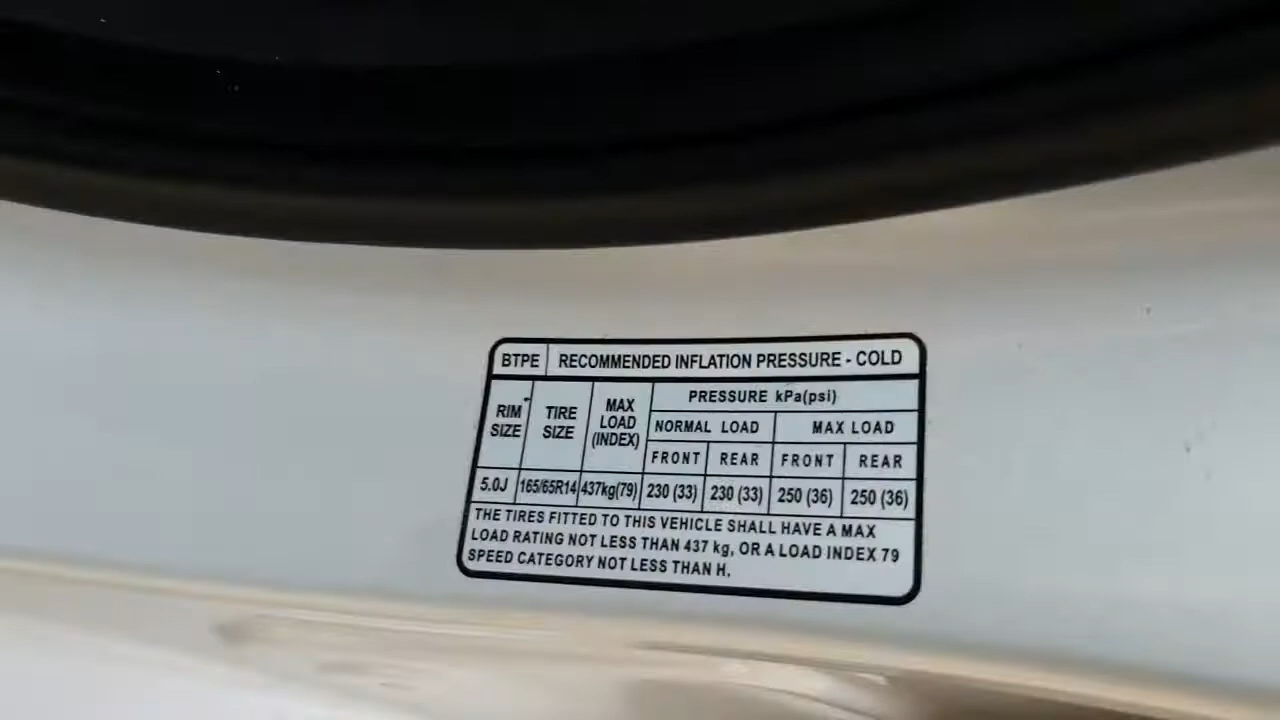 BTPE RECOMMENDED INFLATION PRESSURE - COLD
RIM SIZE TIRE SIZE MAX LOAD (INDEX) PRESSURE kPa(psi)
NORMAL LOAD MAX LOAD
FRONT REAR FRONT REAR
5.0J 165/65R14 437kg(79) 230 (33) 230 (33) 250 (36) 250 (36)
THE TIRES FITTED TO THIS VEHICLE SHALL HAVE A MAX
LOAD RATING NOT LESS THAN 437 kg, OR A LOAD INDEX 79
SPEED CATEGORY NOT LESS THAN H.